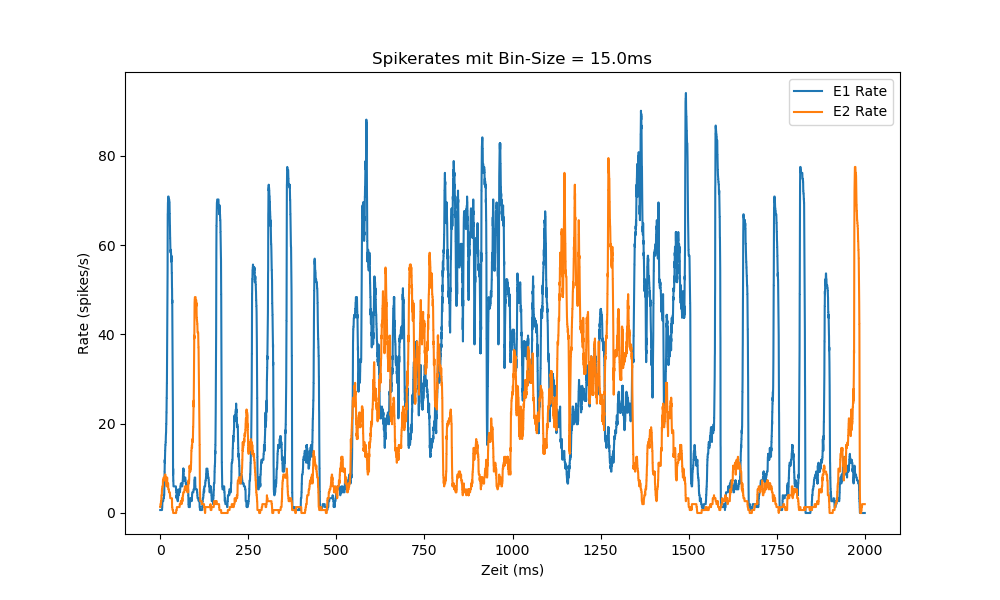 Spikerates mit Bin-Size = 15.0ms
E1 Rate
E2 Rate
Rate (spikes/s)
80
60
40
20
0
0 250 500 750 1000 1250 1500 1750 2000
Zeit (ms)